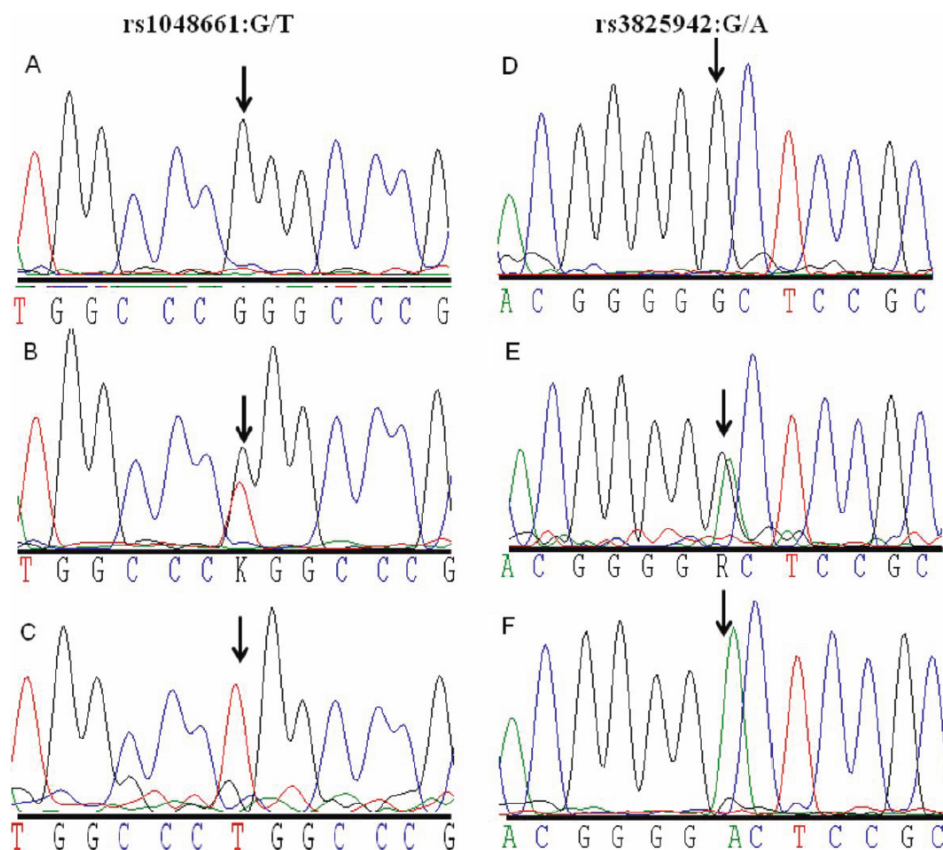 rs1048661:G/T
rs3825942:G/A
A
D
T G G C C C G G G C C C G
A C G G G G G C T C C G C
B
E
T G G C C C K G G C C C G
A C G G G G R C T C C G C
C
F
T G G C C C T G G C C C G
A C G G G G A C T C C G C